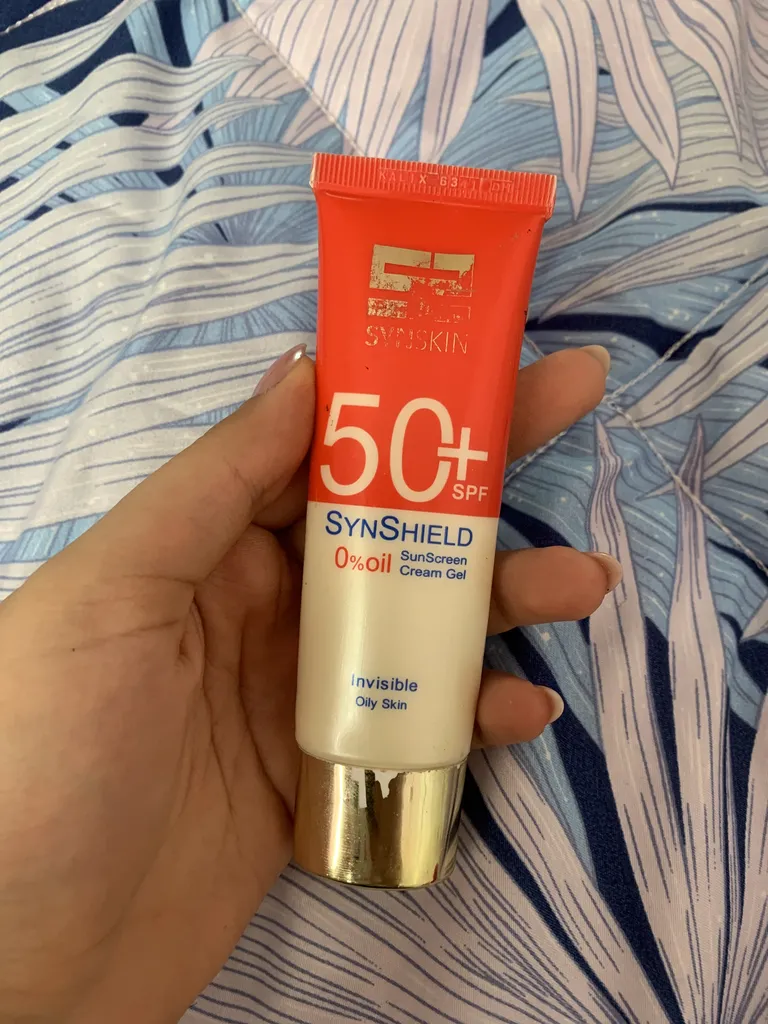 SYNSKIN
50+
SPF
SYNSHIELD
0%oil SunScreen
Cream Gel
Invisible
Oily Skin